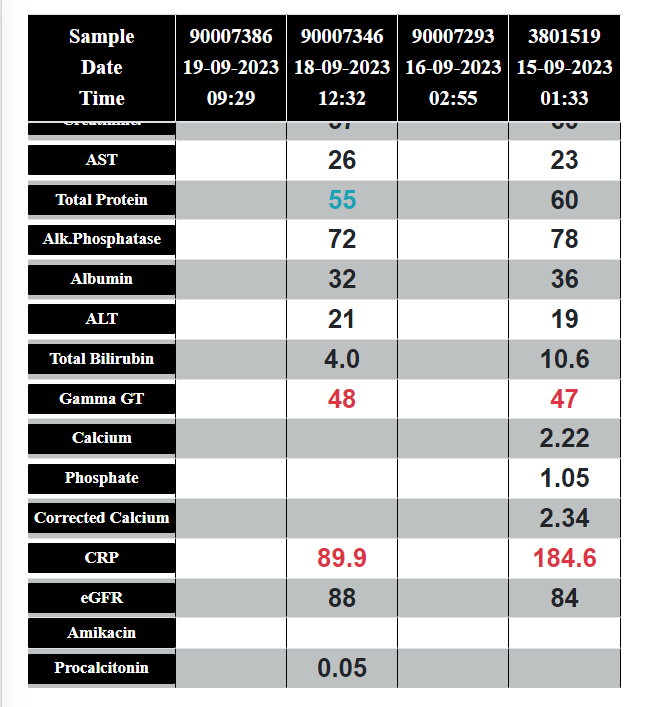 Sample 90007386 90007346 90007293 3801519
Date 19-09-2023 18-09-2023 16-09-2023 15-09-2023
Time 09:29 12:32 02:55 01:33
AST 26 23
Total Protein 55 60
Alk.Phosphatase 72 78
Albumin 32 36
ALT 21 19
Total Bilirubin 4.0 10.6
Gamma GT 48 47
Calcium 2.22
Phosphate 1.05
Corrected Calcium 2.34
CRP 89.9 184.6
eGFR 88 84
Amikacin
Procalcitonin 0.05